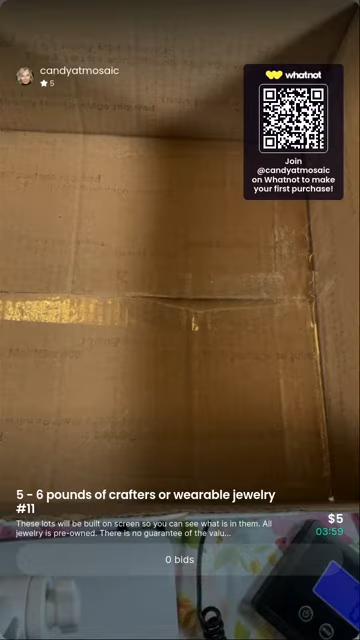 candyatmosaic
5
whatnot
Join
@candyatmosaic
on Whatnot to make
your first purchase!
5 - 6 pounds of crafters or wearable jewelry
#11
These lots will be built on screen so you can see what is in them. All
jewelry is pre-owned. There is no guarantee of the valu...
$5
03:59
0 bids